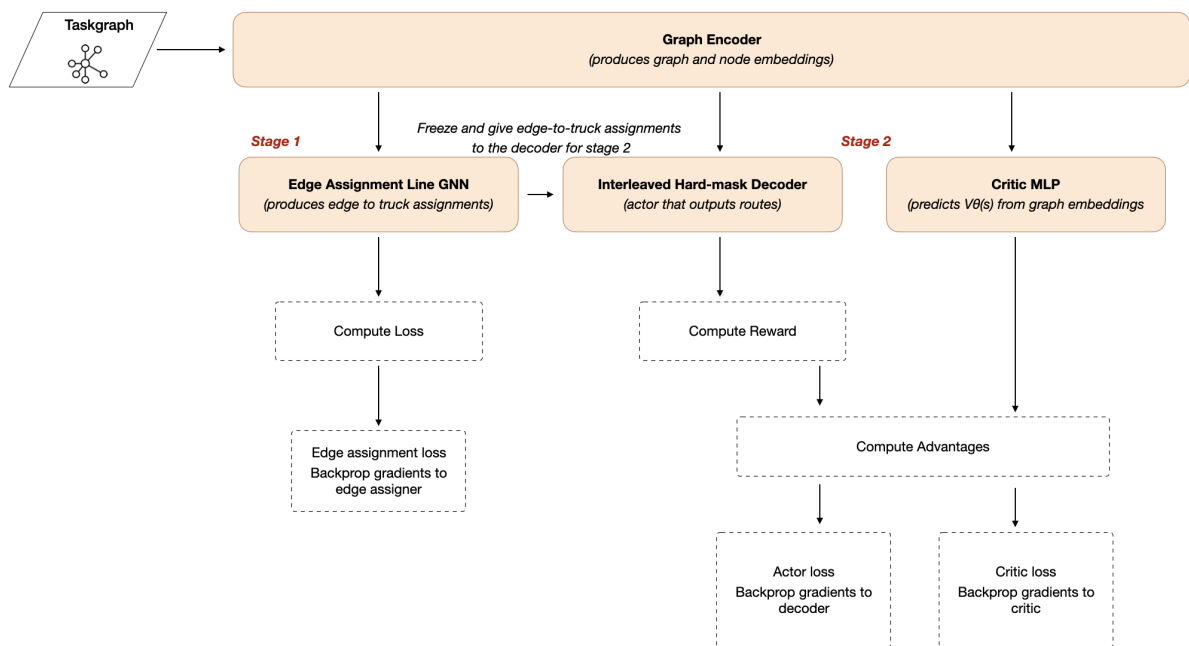 Taskgraph
Graph Encoder
(produces graph and node embeddings)
Stage 1
Freeze and give edge-to-truck assignments
to the decoder for stage 2
Stage 2
Edge Assignment Line GNN
(produces edge to truck assignments)
Interleaved Hard-mask Decoder
(actor that outputs routes)
Critic MLP
(predicts Vθ(s) from graph embeddings
Compute Loss
Compute Reward
Edge assignment loss
Backprop gradients to
edge assigner
Compute Advantages
Actor loss
Backprop gradients to
decoder
Critic loss
Backprop gradients to
critic